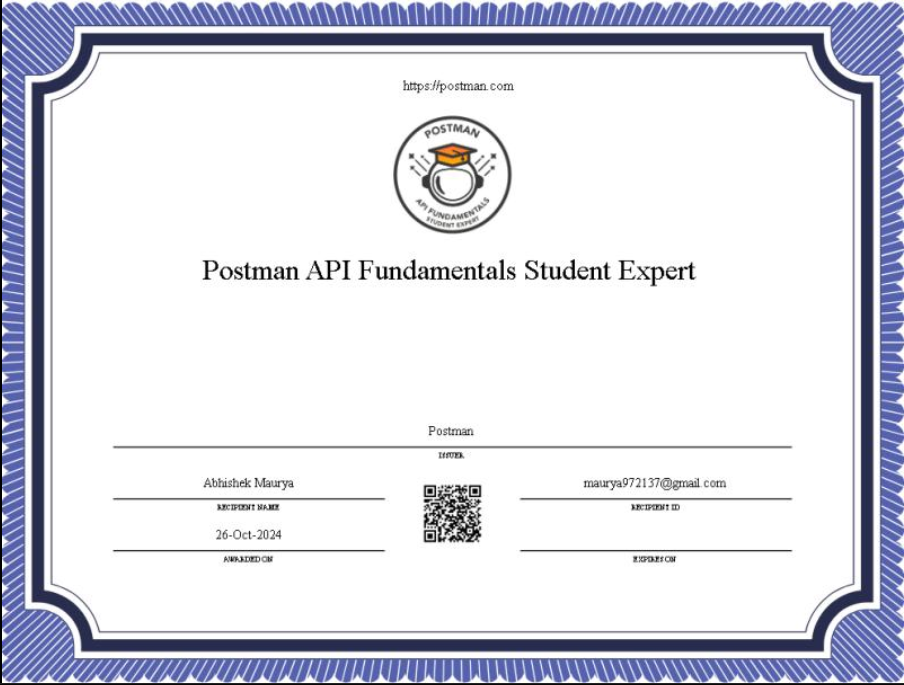 https://postman.com
POSTMAN
API FUNDAMENTALS
STUDENT EXPERT
Postman API Fundamentals Student Expert
Postman
ISSUER
Abhishek Maurya
maurya972137@gmail.com
RECIPIENT NAME
RECIPIENT ID
26-Oct-2024
AWARDED ON
EXPIRES ON